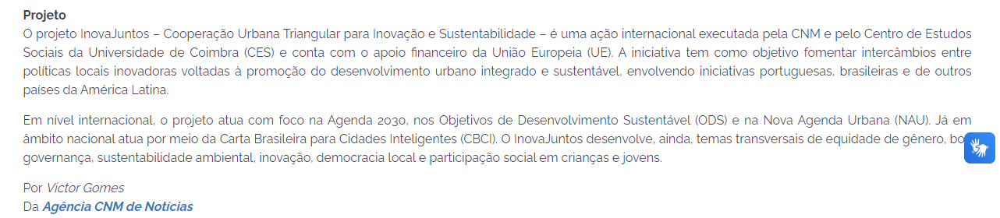 Projeto
O projeto InovaJuntos – Cooperação Urbana Triangular para Inovação e Sustentabilidade – é uma ação internacional executada pela CNM e pelo Centro de Estudos
Sociais da Universidade de Coimbra (CES) e conta com o apoio financeiro da União Europeia (UE). A iniciativa tem como objetivo fomentar intercâmbios entre
políticas locais inovadoras voltadas à promoção do desenvolvimento urbano integrado e sustentável, envolvendo iniciativas portuguesas, brasileiras e de outros
países da América Latina.
Em nível internacional, o projeto atua com foco na Agenda 2030, nos Objetivos de Desenvolvimento Sustentável (ODS) e na Nova Agenda Urbana (NAU). Já em
âmbito nacional atua por meio da Carta Brasileira para Cidades Inteligentes (CBCI). O InovaJuntos desenvolve, ainda, temas transversais de equidade de gênero,
governança, sustentabilidade ambiental, inovação, democracia local e participação social em crianças e jovens.
Por Victor Gomes
Da Agência CNM de Notícias